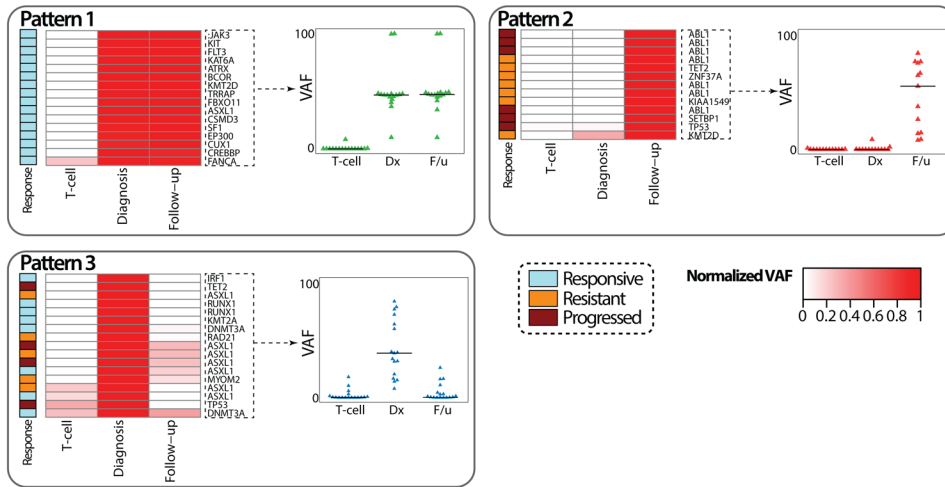 Pattern 1
JAK3
KIT
FLT3
KAT6A
ATRX
BCOR
KMT2D
TRRAP
FBXO11
ASXL1
CSMD3
SF1
EP300
CUX1
CREBBP
FANCA
Response
T-cell
Diagnosis
Follow-up
VAF
100
0
T-cell
Dx
F/u
Pattern 2
ABL1
ABL1
ABL1
ABL1
TET2
ZNF37A
ABL1
ABL1
KIAA1549
ABL1
SETBP1
TP53
KMT2D
Response
T-cell
Diagnosis
Follow-up
VAF
100
0
T-cell
Dx
F/u
Pattern 3
IRF1
TET2
ASXL1
RUNX1
RUNX1
KMT2A
DNMT3A
RAD21
ASXL1
ASXL1
ASXL1
ASXL1
MYOM2
ASXL1
ASXL1
TP53
DNMT3A
Response
T-cell
Diagnosis
Follow-up
VAF
100
0
T-cell
Dx
F/u
Responsive
Resistant
Progressed
Normalized VAF
0 0.2 0.4 0.6 0.8 1